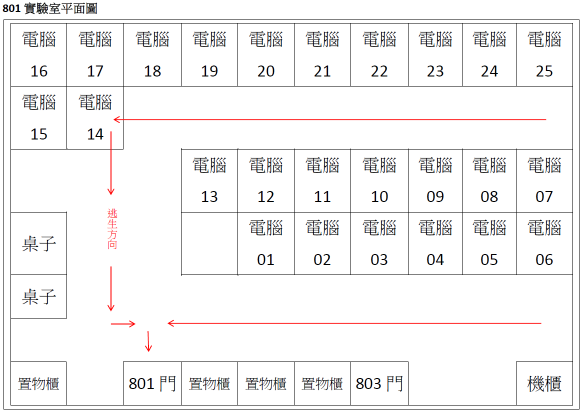 801 實驗室平面圖
電腦 電腦 電腦 電腦 電腦 電腦 電腦 電腦 電腦 電腦
16 17 18 19 20 21 22 23 24 25
電腦 電腦
15 14
電腦 電腦 電腦 電腦 電腦 電腦 電腦
13 12 11 10 09 08 07
逃生方向
桌子
電腦 電腦 電腦 電腦 電腦 電腦
01 02 03 04 05 06
桌子
置物櫃 801 門 置物櫃 置物櫃 置物櫃 803 門 機櫃